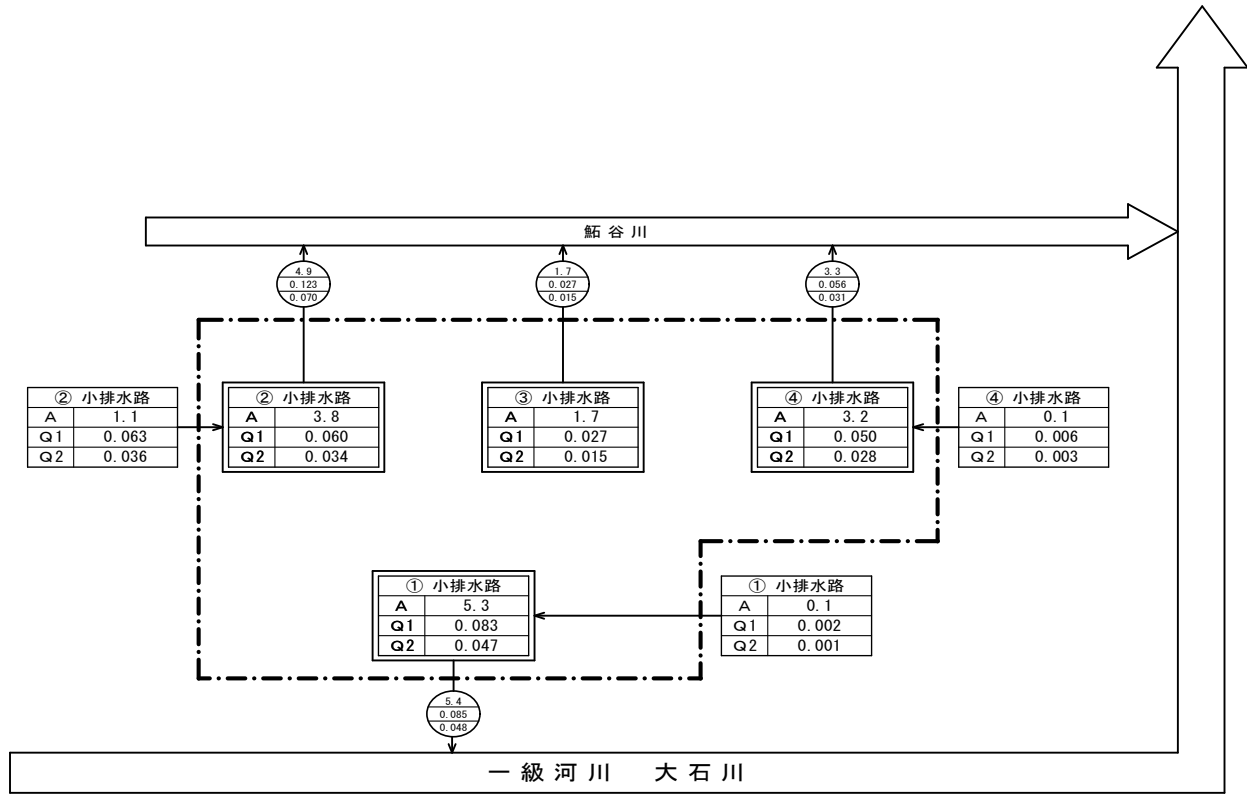 鮖谷川
4.9
0.123
0.070
1.7
0.027
0.015
3.3
0.056
0.031
② 小排水路
A 1.1
Q1 0.063
Q2 0.036
② 小排水路
A 3.8
Q1 0.060
Q2 0.034
③ 小排水路
A 1.7
Q1 0.027
Q2 0.015
④ 小排水路
A 3.2
Q1 0.050
Q2 0.028
④ 小排水路
A 0.1
Q1 0.006
Q2 0.003
① 小排水路
A 5.3
Q1 0.083
Q2 0.047
① 小排水路
A 0.1
Q1 0.002
Q2 0.001
5.4
0.085
0.048
一級河川 大石川